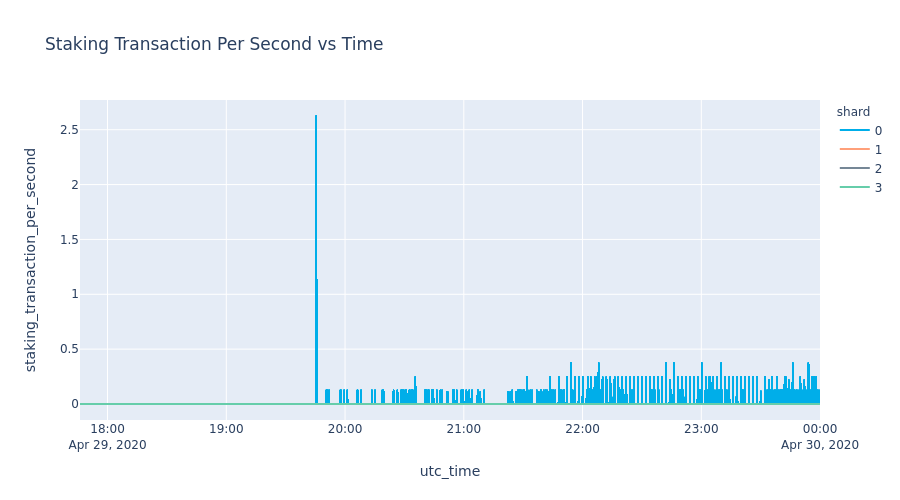 Staking Transaction Per Second vs Time
shard
0
1
2
3
staking_transaction_per_second
2.5
2
1.5
1
0.5
0
18:00
Apr 29, 2020
19:00
20:00
21:00
22:00
23:00
00:00
Apr 30, 2020
utc_time